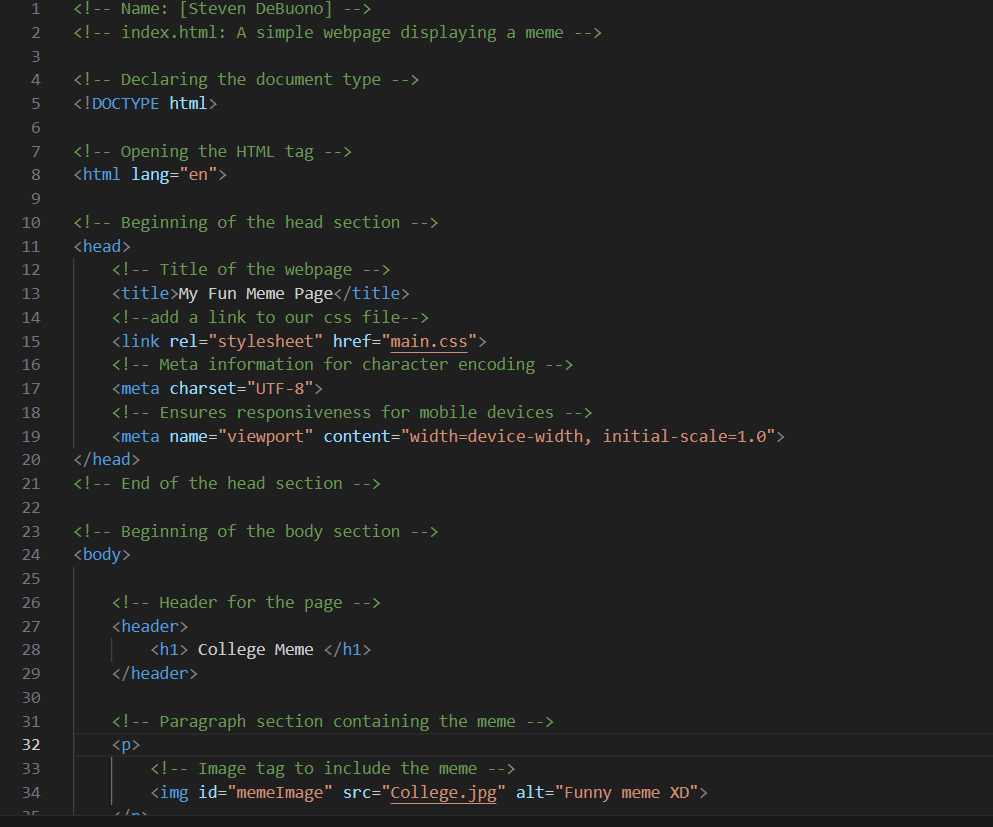 1 <!-- Name: [Steven DeBuono] -->
2 <!-- index.html: A simple webpage displaying a meme -->
3
4 <!-- Declaring the document type -->
5 <!DOCTYPE html>
6
7 <!-- Opening the HTML tag -->
8 <html lang="en">
9
10 <!-- Beginning of the head section -->
11 <head>
12     <!-- Title of the webpage -->
13     <title>My Fun Meme Page</title>
14     <!--add a link to our css file-->
15     <link rel="stylesheet" href="main.css">
16     <!-- Meta information for character encoding -->
17     <meta charset="UTF-8">
18     <!-- Ensures responsiveness for mobile devices -->
19     <meta name="viewport" content="width=device-width, initial-scale=1.0">
20 </head>
21 <!-- End of the head section -->
22
23 <!-- Beginning of the body section -->
24 <body>
25
26     <!-- Header for the page -->
27     <header>
28         <h1> College Meme </h1>
29     </header>
30
31     <!-- Paragraph section containing the meme -->
32     <p>
33         <!-- Image tag to include the meme -->
34         <img id="memeImage" src="College.jpg" alt="Funny meme XD">
35     </p>